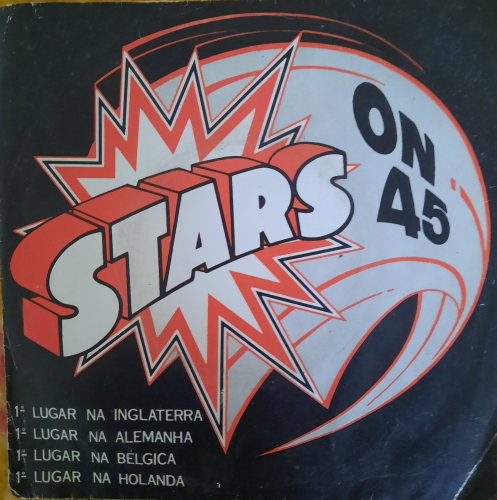 STARS
ON
45
1º LUGAR NA INGLATERRA
1º LUGAR NA ALEMANHA
1º LUGAR NA BÉLGICA
1º LUGAR NA HOLANDA